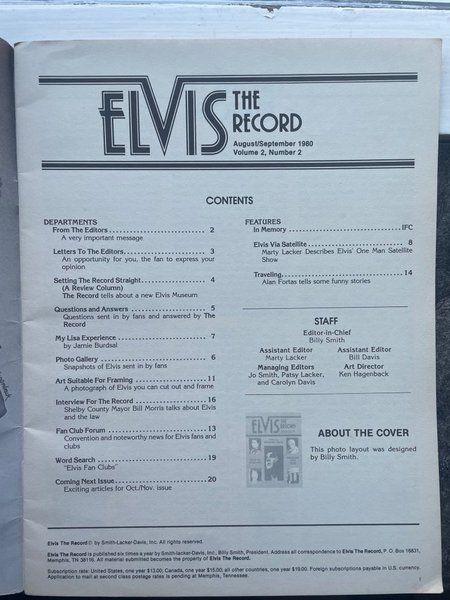 ELVIS THE
RECORD
August/September 1980
Volume 2, Number 2
CONTENTS
DEPARTMENTS
From The Editors .......................... 2
A very important message
Letters To The Editors ..................... 3
An opportunity for you, the fan to express your
opinion
Setting The Record Straight ................ 4
(A Review Column)
The Record tells about a new Elvis Museum
Questions and Answers ..................... 5
Questions sent in by fans and answered by The
Record
My Lisa Experience ........................ 7
by Jamie Burdsal
Photo Gallery ............................. 6
Snapshots of Elvis sent in by fans
Art Suitable For Framing ................... 11
A photograph of Elvis you can cut out and frame
Interview For The Record ................... 16
Shelby County Mayor Bill Morris talks about Elvis
and the law
Fan Club Forum ........................... 13
Convention and noteworthy news for Elvis fans and
clubs
Word Search .............................. 19
"Elvis Fan Clubs"
Coming Next Issue ......................... 20
Exciting articles for Oct./Nov. issue
FEATURES
In Memory ................................ IFC
Elvis Via Satellite .......................... 8
Marty Lacker Describes Elvis' One Man Satellite
Show
Traveling .................................. 14
Alan Fortas tells some funny stories
STAFF
Editor-in-Chief
Billy Smith
Assistant Editor Assistant Editor
Marty Lacker Bill Davis
Managing Editors Art Director
Jo Smith, Patsy Lacker, Ken Hagenback
and Carolyn Davis
ELVIS THE RECORD
ABOUT THE COVER
This photo layout was designed
by Billy Smith.
Elvis The Record © by Smith-Lacker-Davis, Inc. All rights reserved.
Elvis The Record is published six times a year by Smith-lacker-Davis, Inc., Billy Smith, President. Address all correspondence to Elvis The Record, P. O. Box 16831,
Memphis, TN 38116. All material submitted becomes the property of Elvis The Record.
Subscription rate: United States, one year $13.00; Canada, one year $15.00; all other countries, one year $19.00. Foreign subscriptions payable in U.S. currency.
Application to mail at second class postage rates is pending at Memphis, Tennessee.